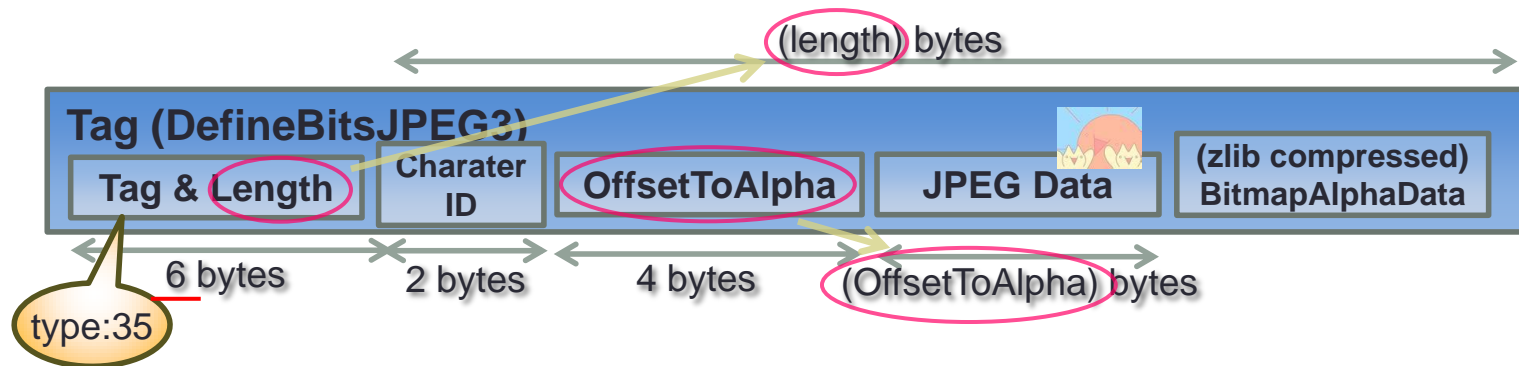 (length) bytes
Tag (DefineBitsJPEG3)
Tag & Length
Charater
ID
OffsetToAlpha
JPEG Data
(zlib compressed)
BitmapAlphaData
6 bytes
2 bytes
4 bytes
(OffsetToAlpha) bytes
type:35